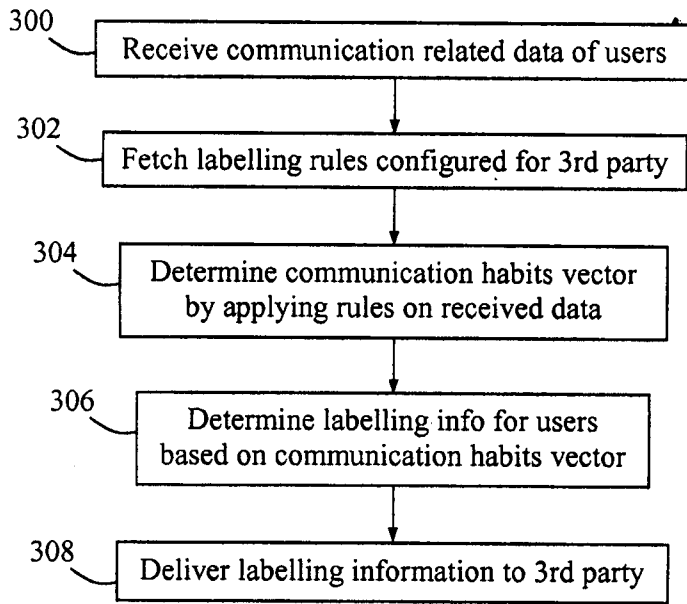 300
Receive communication related data of users
302
Fetch labelling rules configured for 3rd party
304
Determine communication habits vector
by applying rules on received data
306
Determine labelling info for users
based on communication habits vector
308
Deliver labelling information to 3rd party